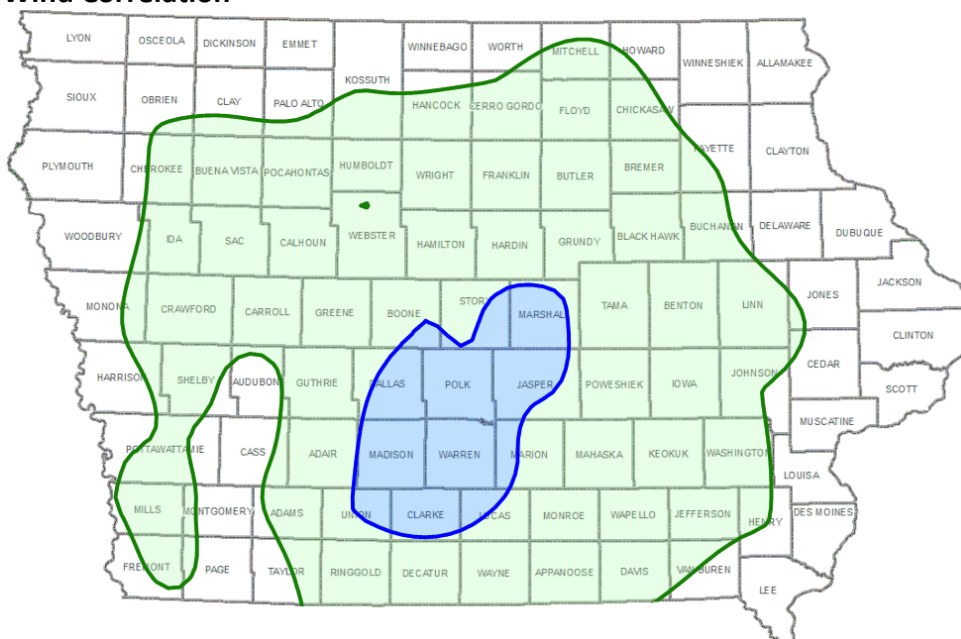 Wind Correlation
LYON OSCEOLA DICKINSON EMMET WINNEBAGO WORTH MITCHELL HOWARD WINNESHIEK ALLAMAKEE
KOSSUTH
SIOUX OBRIEN CLAY PALO ALTO HANCOCK CERRO GORDO FLOYD CHICKASAW
FAYETTE CLAYTON
PLYMOUTH CHEROKEE BUENA VISTA POCAHONTAS HUMBOLDT WRIGHT FRANKLIN BUTLER BREMER
WOODBURY IDA SAC CALHOUN WEBSTER HAMILTON HARDIN GRUNDY BLACK HAWK BUCHANAN DELAWARE DUBUQUE
JACKSON
MONONA CRAWFORD CARROLL GREENE BOONE STORY MARSHAL TAMA BENTON LINN JONES
CLINTON
HARRISON SHELBY AUDUBON GUTHRIE DALLAS POLK JASPER POWESHIEK IOWA JOHNSON CEDAR
SCOTT
MUSCATINE
POTTAWATTAMIE CASS ADAIR MADISON WARREN MARION MAHASKA KEOKUK WASHINGTON
LOUISA
MILLS MONTGOMERY ADAMS UNION CLARKE LUCAS MONROE WAPELLO JEFFERSON HENRY DES MOINES
FREMONT PAGE TAYLOR RINGGOLD DECATUR WAYNE APPANOOSE DAVIS VAN BUREN
LEE